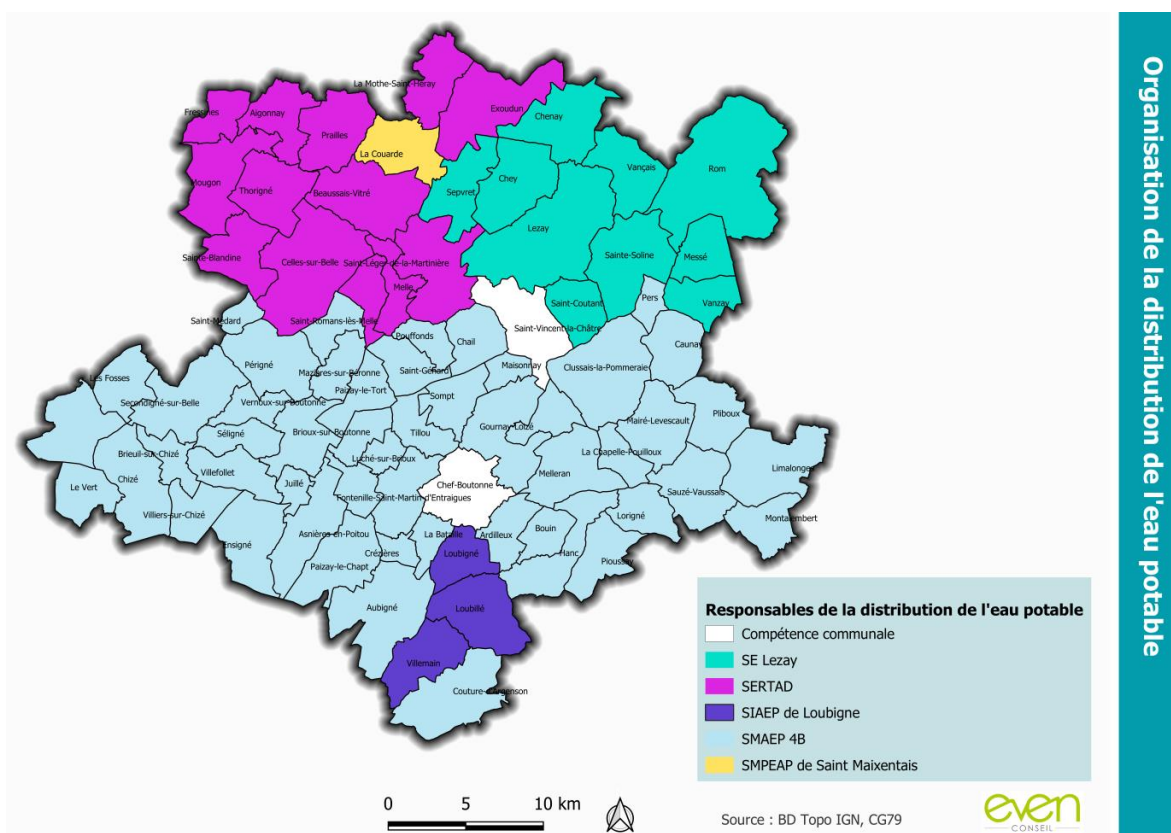 Organisation de la distribution de l'eau potable
La Mothe-Saint-Héray
Exoudun
Fressines
Aigonnay
Chenay
Prailles
La Couarde
Vançais
Rom
Mougon
Thorigné
Beaussais-Vitré
Sepvret
Chey
Lezay
Sainte-Blandine
Celles-sur-Belle
Saint-Léger-de-la-Martinière
Sainte-Soline
Messé
Melle
Saint-Coutant
Pers
Vanzay
Saint-Médard
Saint-Romans-lès-Melle
Saint-Vincent-la-Châtre
Pouffonds
Chail
Caunay
Périgné
Mazières-sur-Béronne
Saint-Génard
Maisonnay
Clussais-la-Pommeraie
Les Fosses
Paizay-le-Tort
Secondigné-sur-Belle
Vernoux-sur-Boutonne
Sompt
Pliboux
Séligné
Brioux-sur-Boutonne
Tillou
Gournay-Loizé
Mairé-Levescault
Brieuil-sur-Chizé
Luché-sur-Brioux
La Chapelle-Pouilloux
Limalonges
Chizé
Villefollet
Juillé
Chef-Boutonne
Melleran
Le Vert
Fontenille-Saint-Martin-d'Entraigues
Sauzé-Vaussais
Villiers-sur-Chizé
Lorigné
Montalembert
Ensigné
Asnières-en-Poitou
La Bataille
Ardilleux
Bouin
Crézières
Loubigné
Hanc
Pioussay
Paizay-le-Chapt
Aubigné
Loubillé
Villemain
Couture-d'Argenson
Responsables de la distribution de l'eau potable
Compétence communale
SE Lezay
SERTAD
SIAEP de Loubigne
SMAEP 4B
SMPEAP de Saint Maixentais
0 5 10 km
Source : BD Topo IGN, CG79
even
CONSEIL